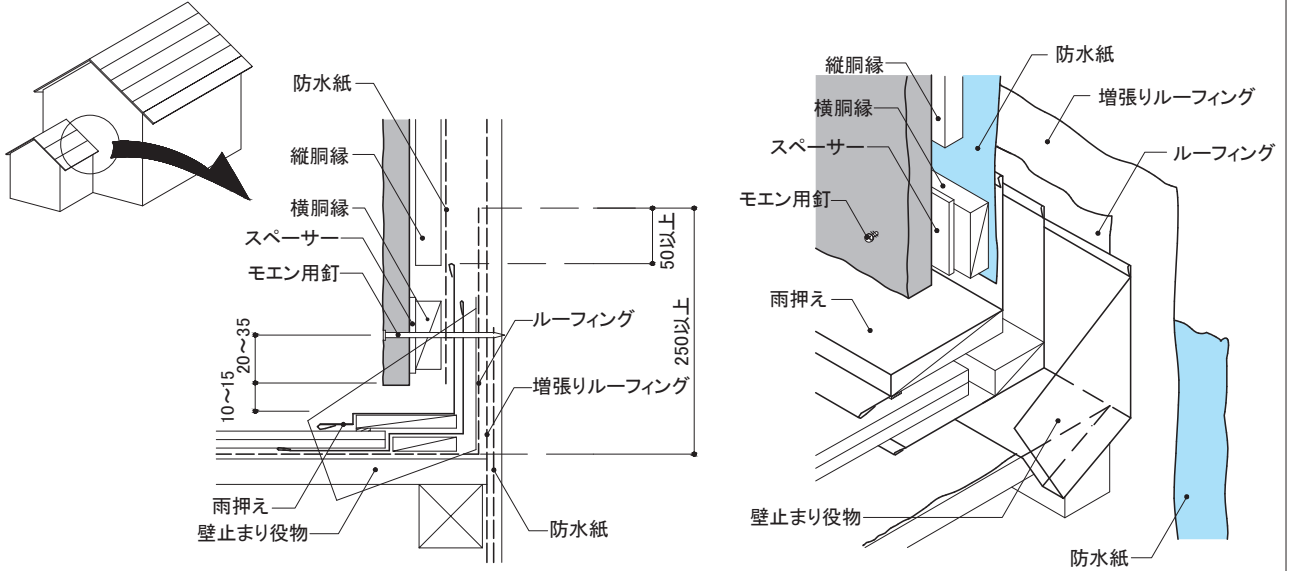 防水紙
縦胴縁
横胴縁
スペーサー
モエン用釘
20～35
10～15
雨押え
壁止まり役物
50以上
250以上
ルーフィング
増張りルーフィング
防水紙
縦胴縁
横胴縁
スペーサー
モエン用釘
雨押え
壁止まり役物
防水紙
増張りルーフィング
ルーフィング
防水紙